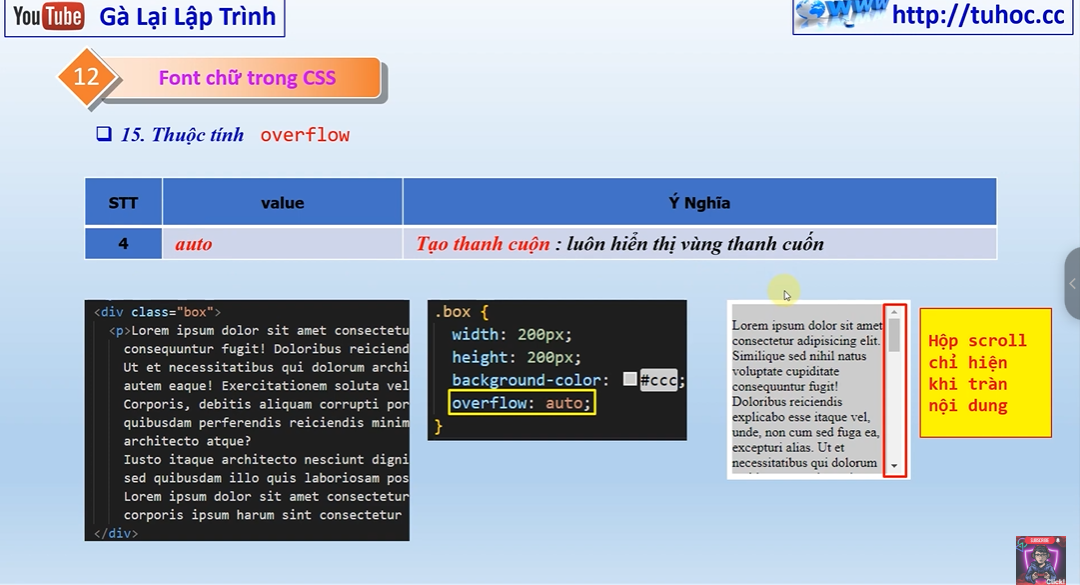 YouTube Gà Lại Lập Trình
http://tuhoc.cc
12 Font chữ trong CSS
15. Thuộc tính overflow
STT value Ý Nghĩa
4 auto Tạo thanh cuộn : luôn hiển thị vùng thanh cuốn
<div class="box">
<p>Lorem ipsum dolor sit amet consectetu
consequuntur fugit! Doloribus reiciend
Ut et necessitatibus qui dolorum archi
autem eaque! Exercitationem soluta vel
Corporis, debitis aliquam corrupti por
quibusdam perferendis reiciendis minim
architecto atque?
Iusto itaque architecto nesciunt digni
sed quibusdam illo quis laboriosam pos
Lorem ipsum dolor sit amet consectetur
corporis ipsum harum sint consectetur
</div>
.box {
width: 200px;
height: 200px;
background-color: #ccc;
overflow: auto;
}
Lorem ipsum dolor sit amet
consectetur adipisicing elit.
Similique sed nihil natus
voluptate cupiditate
consequuntur fugit!
Doloribus reiciendis
explicabo esse itaque vel,
unde, non cum sed fuga ea,
excepturi alias. Ut et
necessitatibus qui dolorum
Hộp scroll
chỉ hiện
khi tràn
nội dung